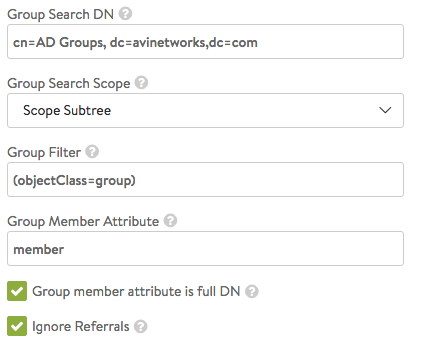 Group Search DN ?
cn=AD Groups, dc=avinetworks,dc=com
Group Search Scope ?
Scope Subtree
Group Filter ?
(objectClass=group)
Group Member Attribute ?
member
Group member attribute is full DN ?
Ignore Referrals ?